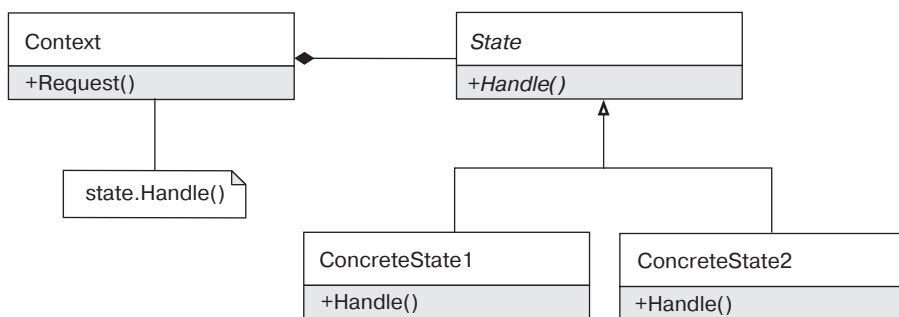 Context
+Request()
State
+Handle()
state.Handle()
ConcreteState1
+Handle()
ConcreteState2
+Handle()